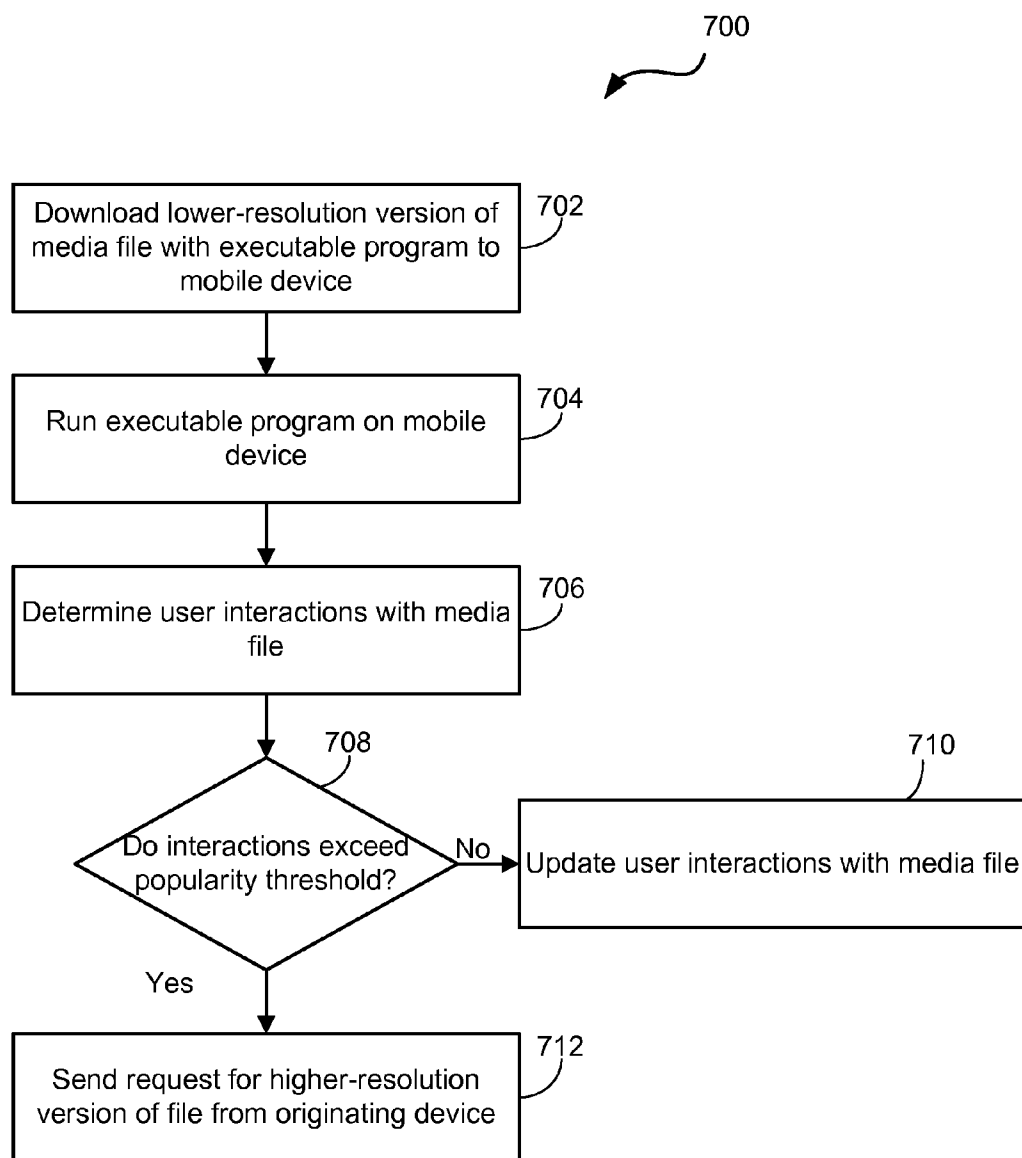 700
702
Download lower-resolution version of
media file with executable program to
mobile device
704
Run executable program on mobile
device
706
Determine user interactions with media
file
708
Do interactions exceed
popularity threshold?
No
710
Update user interactions with media file
Yes
712
Send request for higher-resolution
version of file from originating device